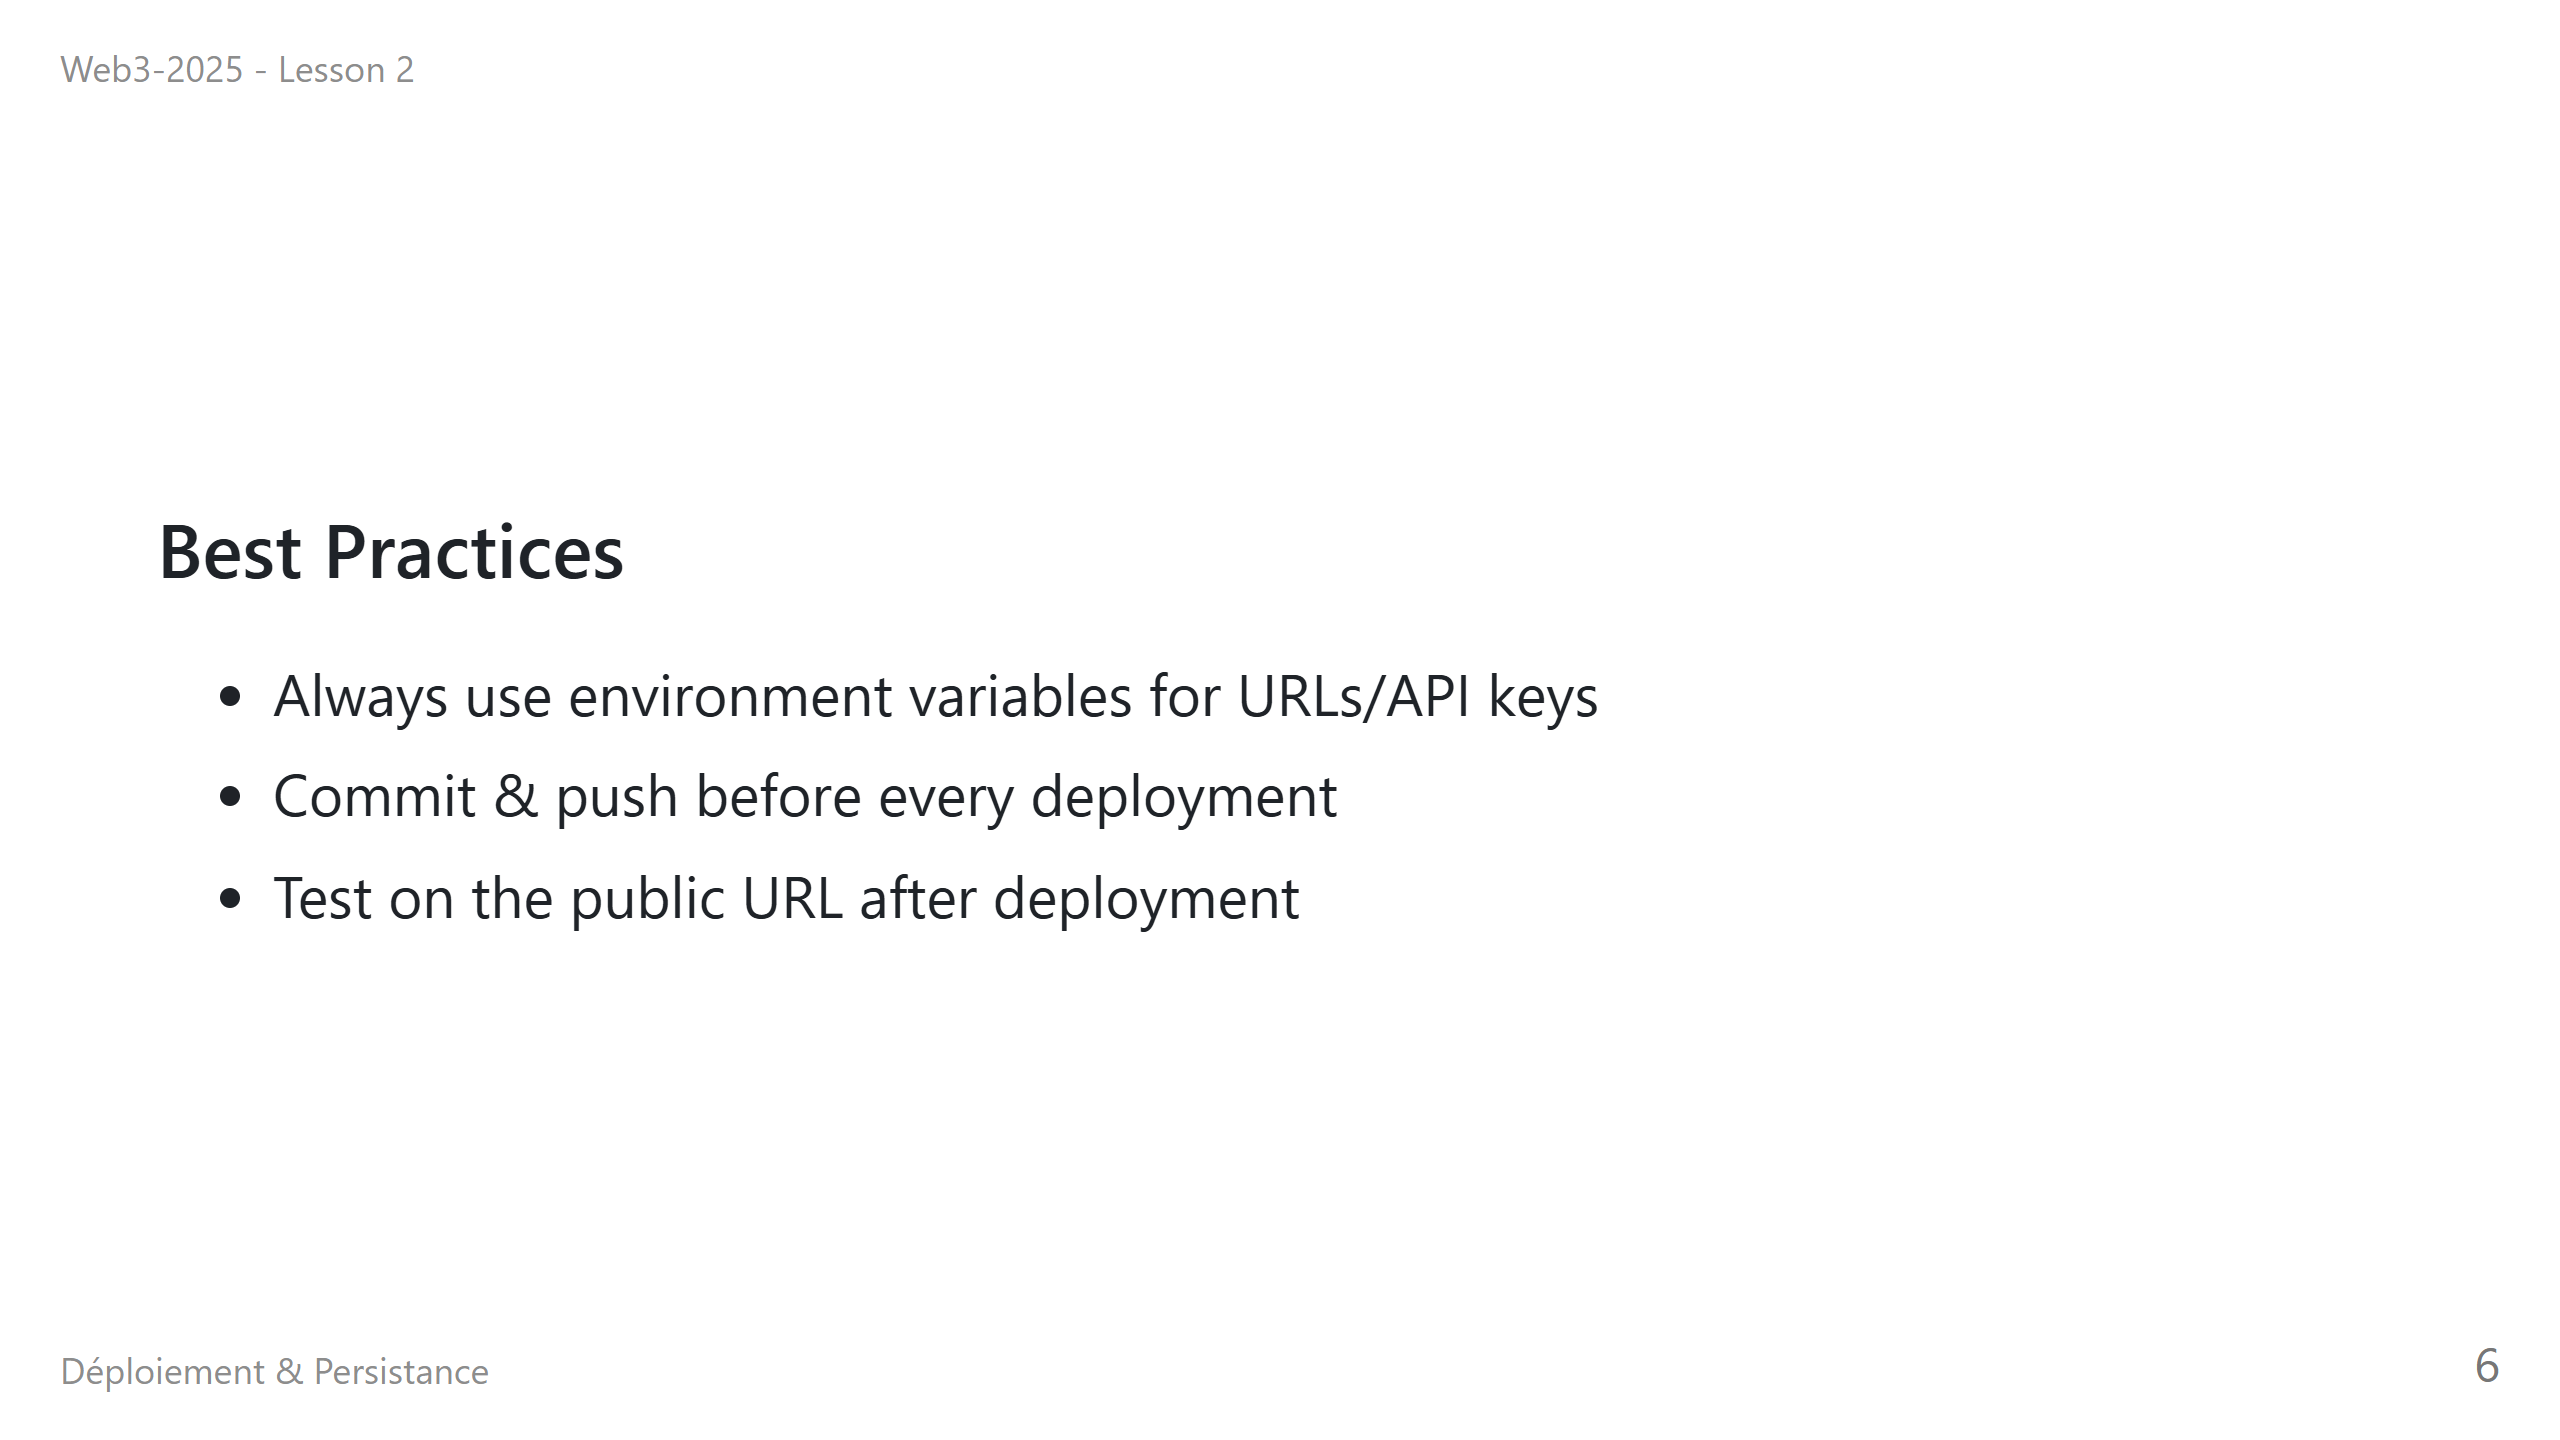 Web3-2025 - Lesson 2
Best Practices
• Always use environment variables for URLs/API keys
• Commit & push before every deployment
• Test on the public URL after deployment
Déploiement & Persistance
6